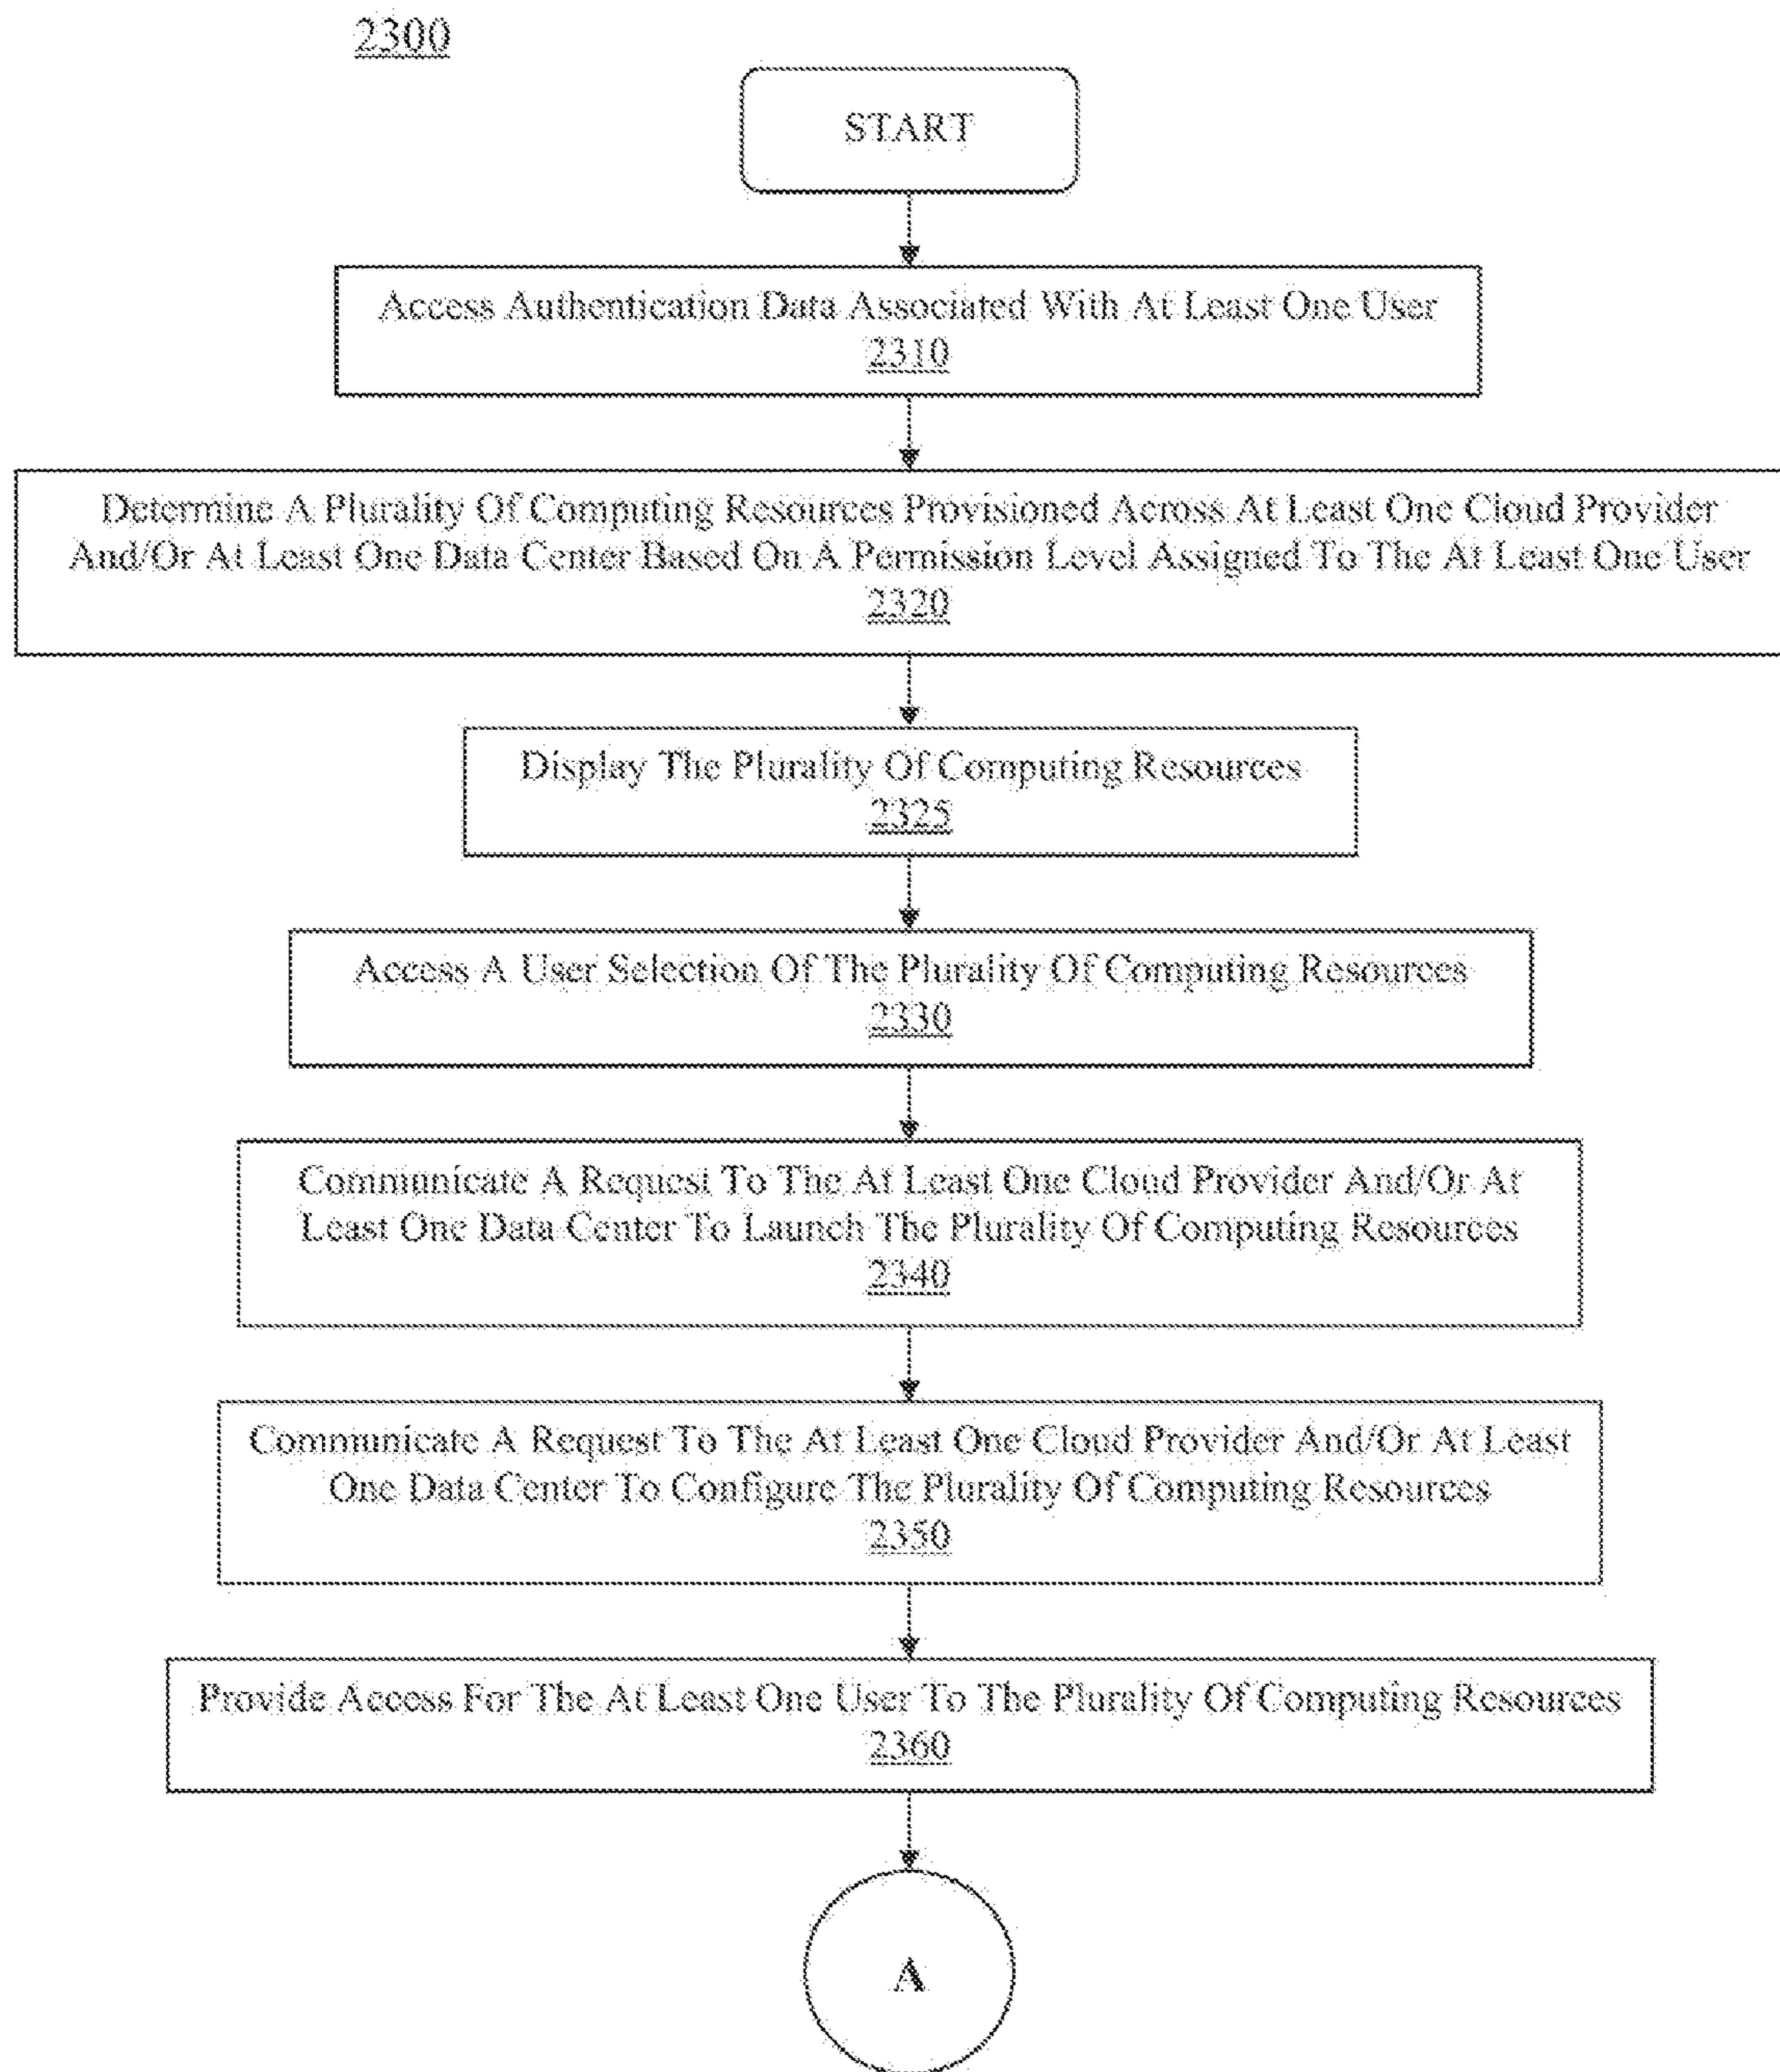 2300
START
Access Authentication Data Associated With At Least One User
2310
Determine A Plurality Of Computing Resources Provisioned Across At Least One Cloud Provider
And/Or At Least One Data Center Based On A Permission Level Assigned To The At Least One User
2320
Display The Plurality Of Computing Resources
2325
Access A User Selection Of The Plurality Of Computing Resources
2330
Communicate A Request To The At Least One Cloud Provider And/Or At
Least One Data Center To Launch The Plurality Of Computing Resources
2340
Communicate A Request To The At Least One Cloud Provider And/Or At Least
One Data Center To Configure The Plurality Of Computing Resources
2350
Provide Access For The At Least One User To The Plurality Of Computing Resources
2360
A